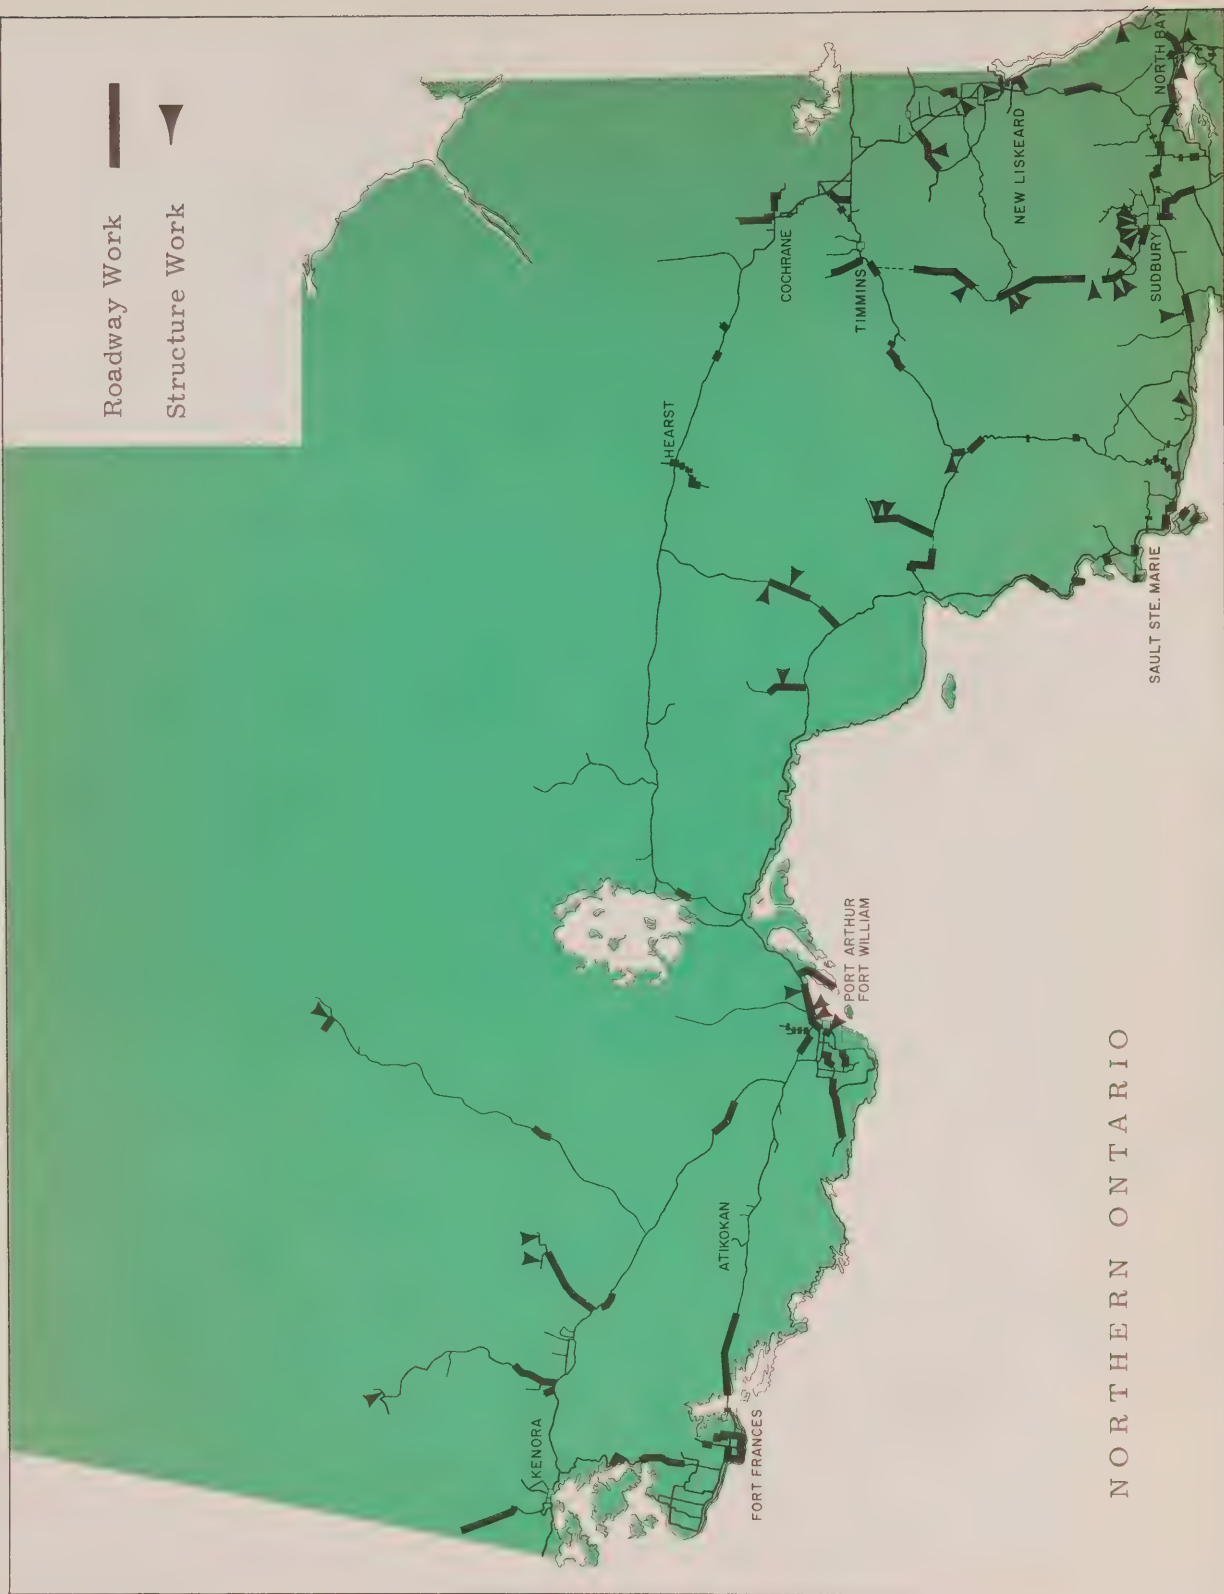 Roadway Work
Structure Work
KENORA
FORT FRANCES
ATIKOKAN
PORT ARTHUR
FORT WILLIAM
HEARST
COCHRANE
TIMMINS
NEW LISKEARD
NORTH BAY
SUDBURY
SAULT STE. MARIE
NORTHERN ONTARIO